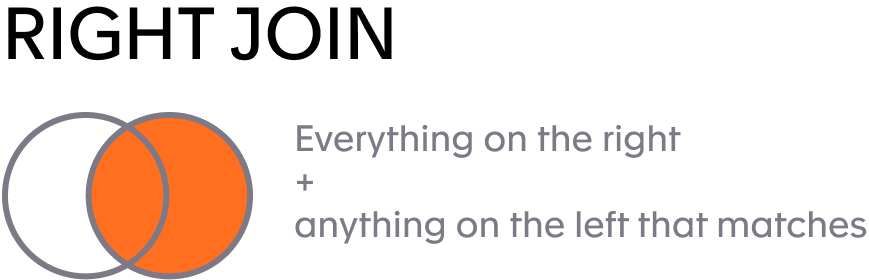 RIGHT JOIN
Everything on the right
+
anything on the left that matches